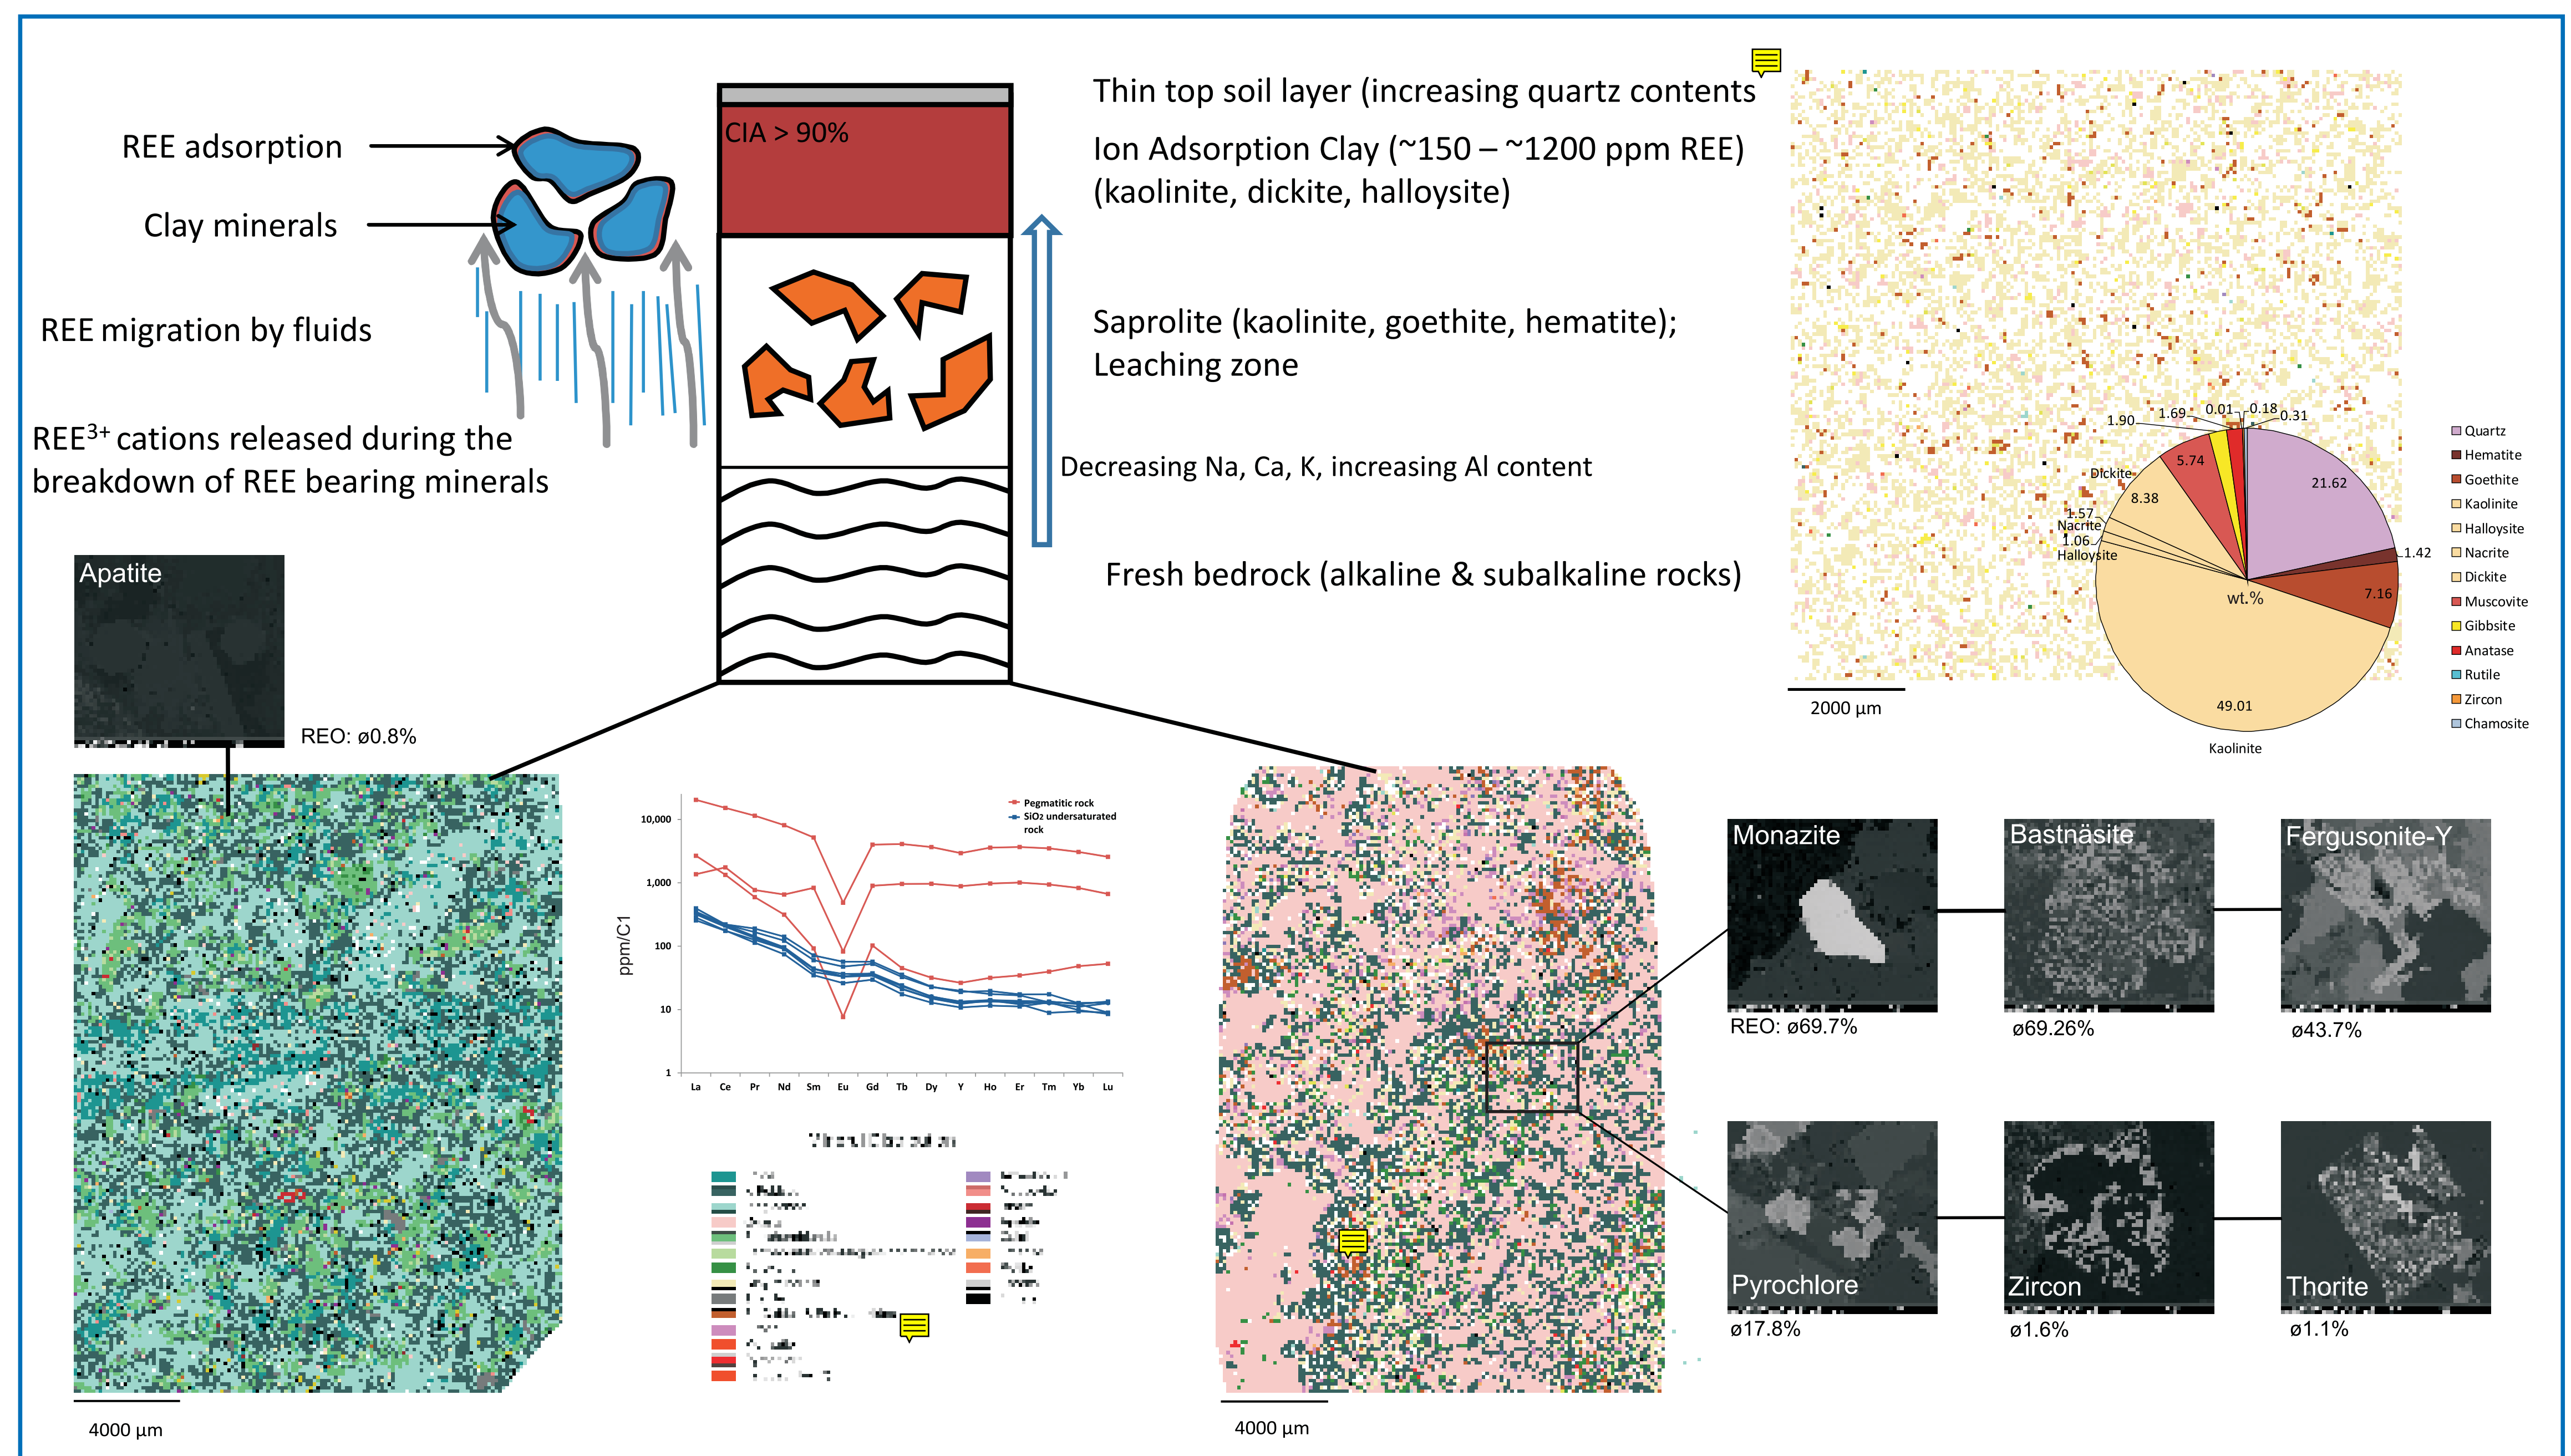 Thin top soil layer (increasing quartz contents
CIA > 90%
REE adsorption
Ion Adsorption Clay (~150 – ~1200 ppm REE)
(kaolinite, dickite, halloysite)
Clay minerals
REE migration by fluids
Saprolite (kaolinite, goethite, hematite);
Leaching zone
REE3+ cations released during the
breakdown of REE bearing minerals
Decreasing Na, Ca, K, increasing Al content
Fresh bedrock (alkaline & subalkaline rocks)
1.90
1.69
0.01
0.18
0.31
5.74
Dickite
8.38
21.62
1.57
Nacrite
1.06
Halloysite
1.42
7.16
wt.%
49.01
Kaolinite
Quartz
Hematite
Goethite
Kaolinite
Halloysite
Nacrite
Dickite
Muscovite
Gibbsite
Anatase
Rutile
Zircon
Chamosite
2000 µm
Apatite
REO: ø0.8%
4000 µm
Pegmatitic rock
SiO2 undersaturated
rock
ppm/C1
10,000
1,000
100
10
1
La Ce Pr Nd Sm Eu Gd Tb Dy Y Ho Er Tm Yb Lu
4000 µm
Monazite
Bastnäsite
Fergusonite-Y
REO: ø69.7%
ø69.26%
ø43.7%
Pyrochlore
Zircon
Thorite
ø17.8%
ø1.6%
ø1.1%